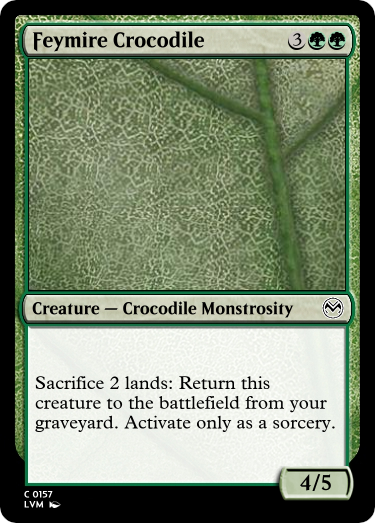 Feymire Crocodile 3
Creature — Crocodile Monstrosity
Sacrifice 2 lands: Return this
creature to the battlefield from your
graveyard. Activate only as a sorcery.
4/5
C 0157
LVM